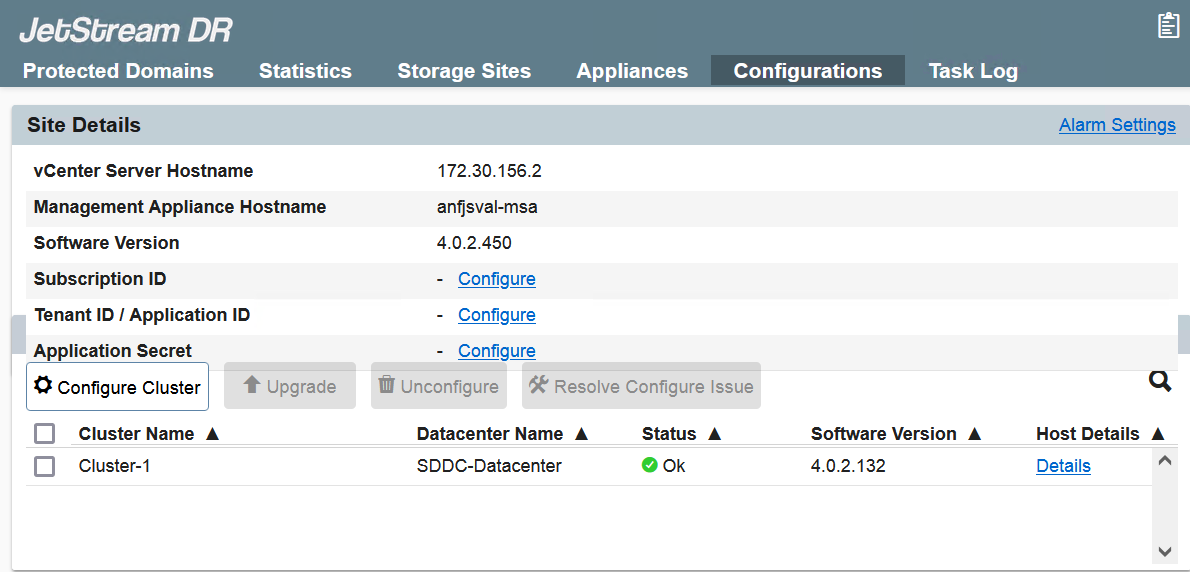 JetStream DR
Protected Domains Statistics Storage Sites Appliances Configurations Task Log
Site Details Alarm Settings
vCenter Server Hostname 172.30.156.2
Management Appliance Hostname anfjsval-msa
Software Version 4.0.2.450
Subscription ID - Configure
Tenant ID / Application ID - Configure
Application Secret - Configure
Configure Cluster Upgrade Unconfigure Resolve Configure Issue
Cluster Name ▲ Datacenter Name ▲ Status ▲ Software Version ▲ Host Details ▲
Cluster-1 SDDC-Datacenter Ok 4.0.2.132 Details